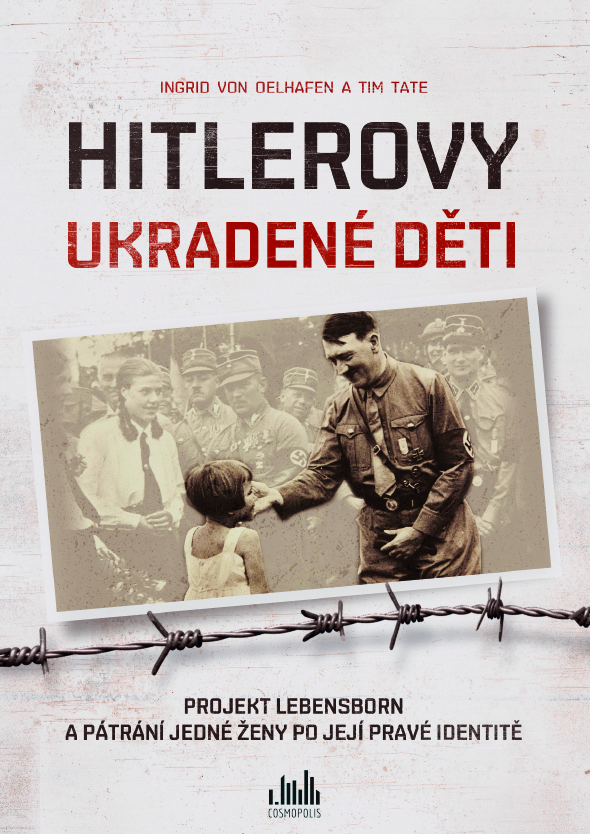 INGRID VON OELHAFEN A TIM TATE
HITLEROVY
UKRADENÉ DĚTI
PROJEKT LEBENSBORN
A PÁTRÁNÍ JEDNÉ ŽENY PO JEJÍ PRAVÉ IDENTITĚ
COSMOPOLIS